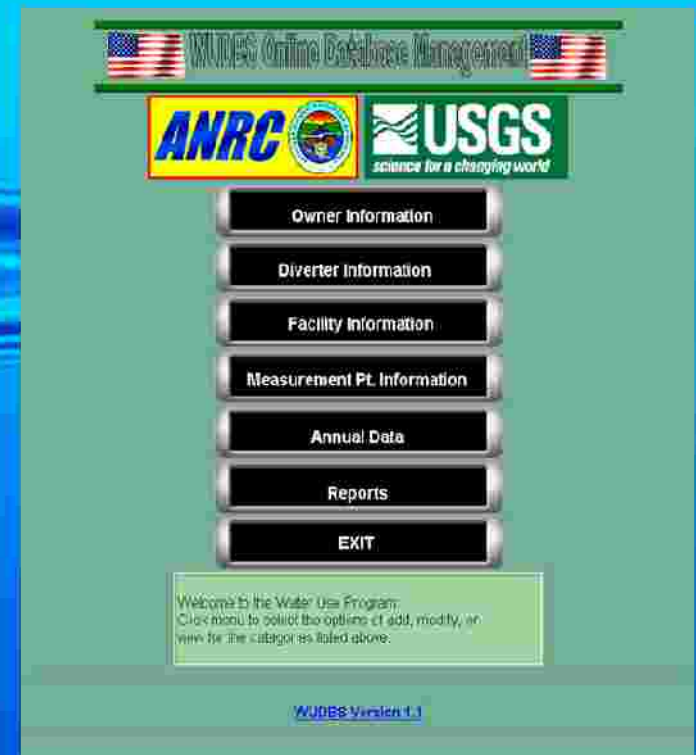 WUDBS Online Database Management
ANRC
USGS
science for a changing world
Owner Information
Diverter Information
Facility Information
Measurement Pt. Information
Annual Data
Reports
EXIT
Welcome to the Water Use Program
Click menu to select the options of add, modify, or
view for the categories listed above.
WUDBS Version 1.1